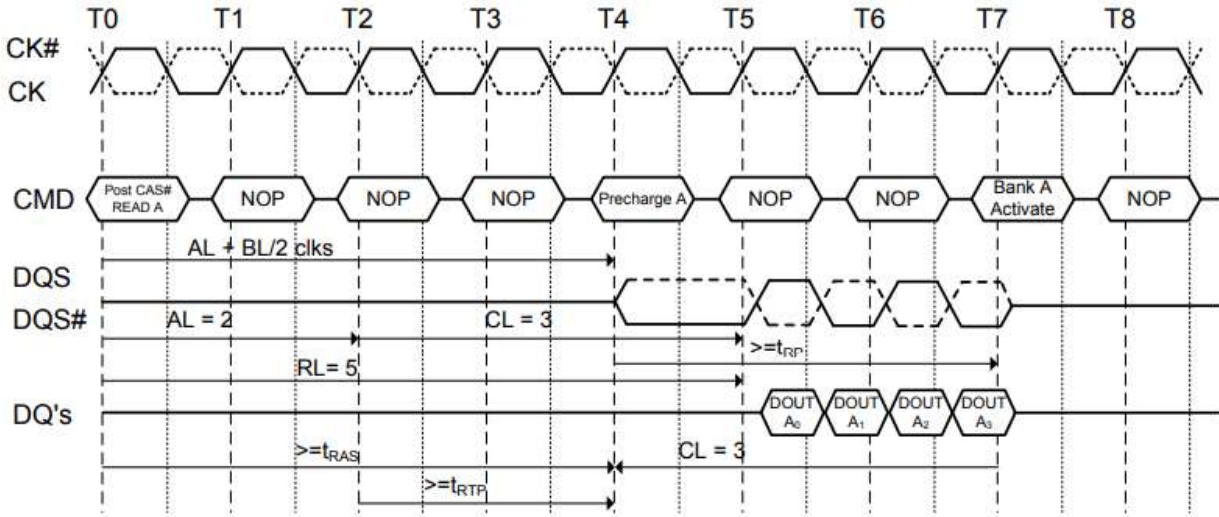 T0 T1 T2 T3 T4 T5 T6 T7 T8
CK#
CK
CMD
Post CAS#
READ A
NOP NOP NOP Precharge A NOP NOP
Bank A
Activate
NOP
AL + BL/2 clks
DQS
DQS#
AL = 2 CL = 3
>=tRP
RL= 5
DQ's
DOUT
A0
DOUT
A1
DOUT
A2
DOUT
A3
>=tRAS CL = 3
>=tRTP